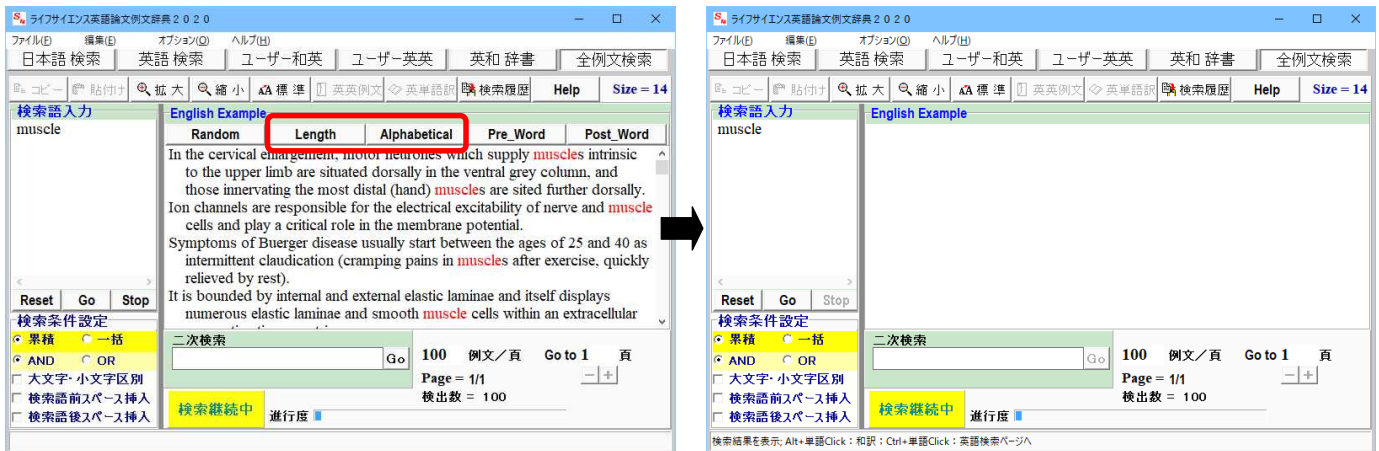 ライフサイエンス英語論文例文辞典２０２０
ファイル(F) 編集(E) オプション(O) ヘルプ(H)
日本語 検索 英語 検索 ユーザー和英 ユーザー英英 英和 辞書 全例文検索
コピー 貼付け 拡 大 縮 小 標 準 英英例文 英単語訳 検索履歴 Help Size = 14
検索語入力
muscle
English Example
Random Length Alphabetical Pre_Word Post_Word
In the cervical enlargement, motor neurones which supply muscles intrinsic
to the upper limb are situated dorsally in the ventral grey column, and
those innervating the most distal (hand) muscles are sited further dorsally.
Ion channels are responsible for the electrical excitability of nerve and muscle
cells and play a critical role in the membrane potential.
Symptoms of Buerger disease usually start between the ages of 25 and 40 as
intermittent claudication (cramping pains in muscles after exercise, quickly
relieved by rest).
It is bounded by internal and external elastic laminae and itself displays
numerous elastic laminae and smooth muscle cells within an extracellular
Reset Go Stop
検索条件設定
累積 一括
AND OR
大文字･小文字区別
検索語前スペース挿入
検索語後スペース挿入
二次検索
Go
100 例文／頁 Go to 1 頁
Page = 1/1
- +
検出数 = 100
検索継続中 進行度
ライフサイエンス英語論文例文辞典２０２０
ファイル(F) 編集(E) オプション(O) ヘルプ(H)
日本語 検索 英語 検索 ユーザー和英 ユーザー英英 英和 辞書 全例文検索
コピー 貼付け 拡 大 縮 小 標 準 英英例文 英単語訳 検索履歴 Help Size = 14
検索語入力
muscle
English Example
Reset Go Stop
検索条件設定
累積 一括
AND OR
大文字･小文字区別
検索語前スペース挿入
検索語後スペース挿入
二次検索
Go
100 例文／頁 Go to 1 頁
Page = 1/1
- +
検出数 = 100
検索継続中 進行度
検索結果を表示; Alt+単語Click：和訳；Ctrl+単語Click：英語検索ページへ